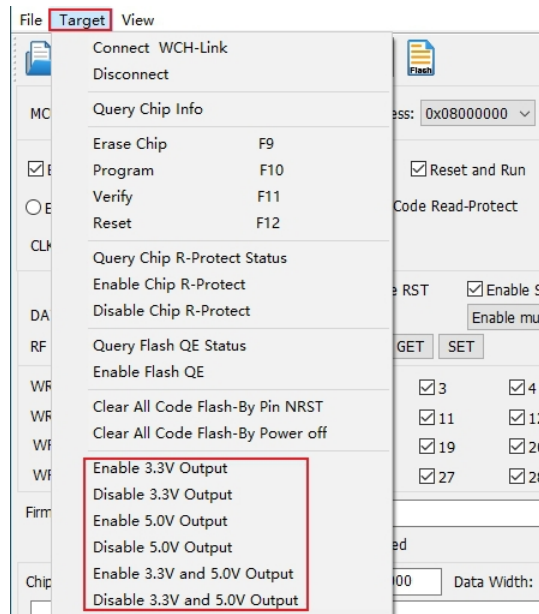 File Target View
Connect WCH-Link
Disconnect
Query Chip Info
Erase Chip F9
Program F10
Verify F11
Reset F12
Query Chip R-Protect Status
Enable Chip R-Protect
Disable Chip R-Protect
Query Flash QE Status
Enable Flash QE
Clear All Code Flash-By Pin NRST
Clear All Code Flash-By Power off
Enable 3.3V Output
Disable 3.3V Output
Enable 5.0V Output
Disable 5.0V Output
Enable 3.3V and 5.0V Output
Disable 3.3V and 5.0V Output
Flash
0x08000000
Reset and Run
Code Read-Protect
CLK
RST Enable
DA Enable
RF GET SET
3 4
11
19
27
Data Width: